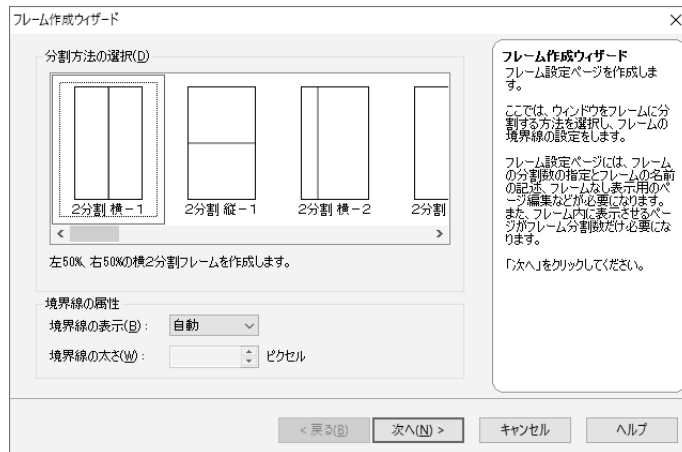 フレーム作成ウィザード
分割方法の選択(D)
2分割 横－1
2分割 縦－1
2分割 横－2
2分割
左50%、右50%の横2分割フレームを作成します。
境界線の属性
境界線の表示(B)：
自動
境界線の太さ(W)：
ピクセル
フレーム作成ウィザード
フレーム設定ページを作成しま
す。
ここでは、ウィンドウをフレームに分
割する方法を選択し、フレームの
境界線の設定をします。
フレーム設定ページには、フレーム
の分割数の指定とフレームの名前
の記述、フレームなし表示用のペ
ージ編集などが必要になります。
また、フレーム内に表示させるペー
ジがフレーム分割数だけ必要にな
ります。
「次へ」をクリックしてください。
< 戻る(B)
次へ(N) >
キャンセル
ヘルプ